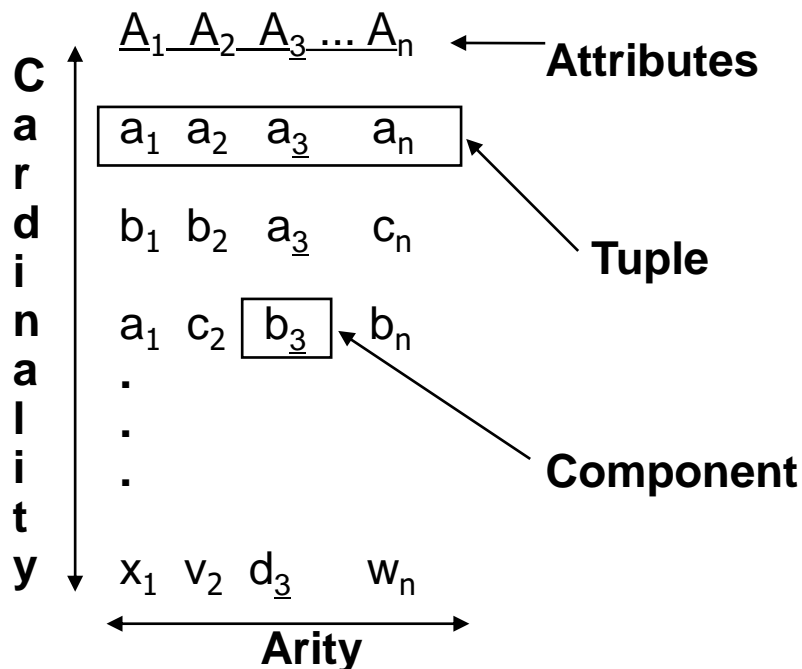 A₁ A₂ A₃ ... Aₙ
Attributes
Cardinality
a₁ a₂ a₃ aₙ
Tuple
b₁ b₂ a₃ cₙ
a₁ c₂ b₃ bₙ
.
.
.
Component
x₁ v₂ d₃ wₙ
Arity